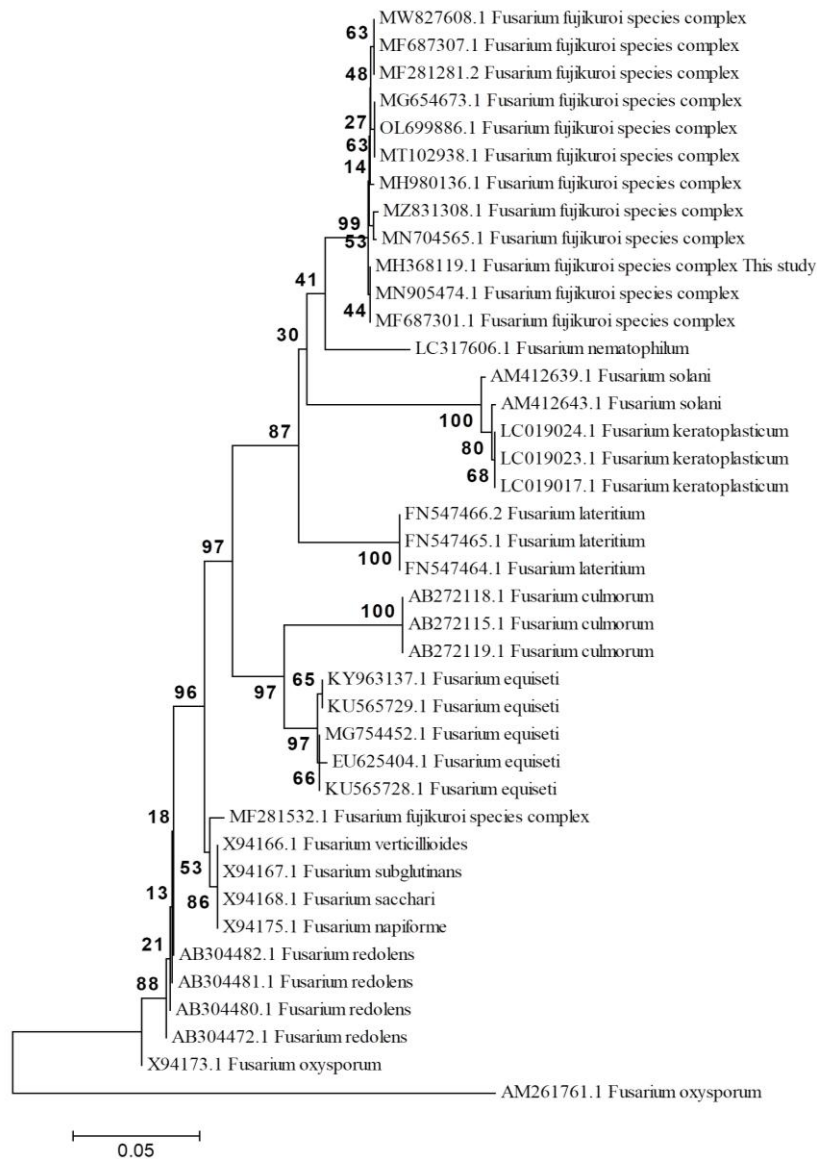 MW827608.1 Fusarium fujikuroi species complex
63
MF687307.1 Fusarium fujikuroi species complex
48
MF281281.2 Fusarium fujikuroi species complex
MG654673.1 Fusarium fujikuroi species complex
27
OL699886.1 Fusarium fujikuroi species complex
63
MT102938.1 Fusarium fujikuroi species complex
14
MH980136.1 Fusarium fujikuroi species complex
MZ831308.1 Fusarium fujikuroi species complex
99
53
MN704565.1 Fusarium fujikuroi species complex
MH368119.1 Fusarium fujikuroi species complex This study
41
MN905474.1 Fusarium fujikuroi species complex
44
MF687301.1 Fusarium fujikuroi species complex
30
LC317606.1 Fusarium nematophilum
AM412639.1 Fusarium solani
AM412643.1 Fusarium solani
100
87
LC019024.1 Fusarium keratoplasticum
80
LC019023.1 Fusarium keratoplasticum
68
LC019017.1 Fusarium keratoplasticum
FN547466.2 Fusarium lateritium
97
FN547465.1 Fusarium lateritium
100
FN547464.1 Fusarium lateritium
AB272118.1 Fusarium culmorum
100
AB272115.1 Fusarium culmorum
AB272119.1 Fusarium culmorum
65
KY963137.1 Fusarium equiseti
97
96
KU565729.1 Fusarium equiseti
MG754452.1 Fusarium equiseti
97
EU625404.1 Fusarium equiseti
66
KU565728.1 Fusarium equiseti
18
MF281532.1 Fusarium fujikuroi species complex
X94166.1 Fusarium verticillioides
53
X94167.1 Fusarium subglutinans
13
86
X94168.1 Fusarium sacchari
X94175.1 Fusarium napiforme
21
AB304482.1 Fusarium redolens
88
AB304481.1 Fusarium redolens
AB304480.1 Fusarium redolens
AB304472.1 Fusarium redolens
X94173.1 Fusarium oxysporum
AM261761.1 Fusarium oxysporum
0.05